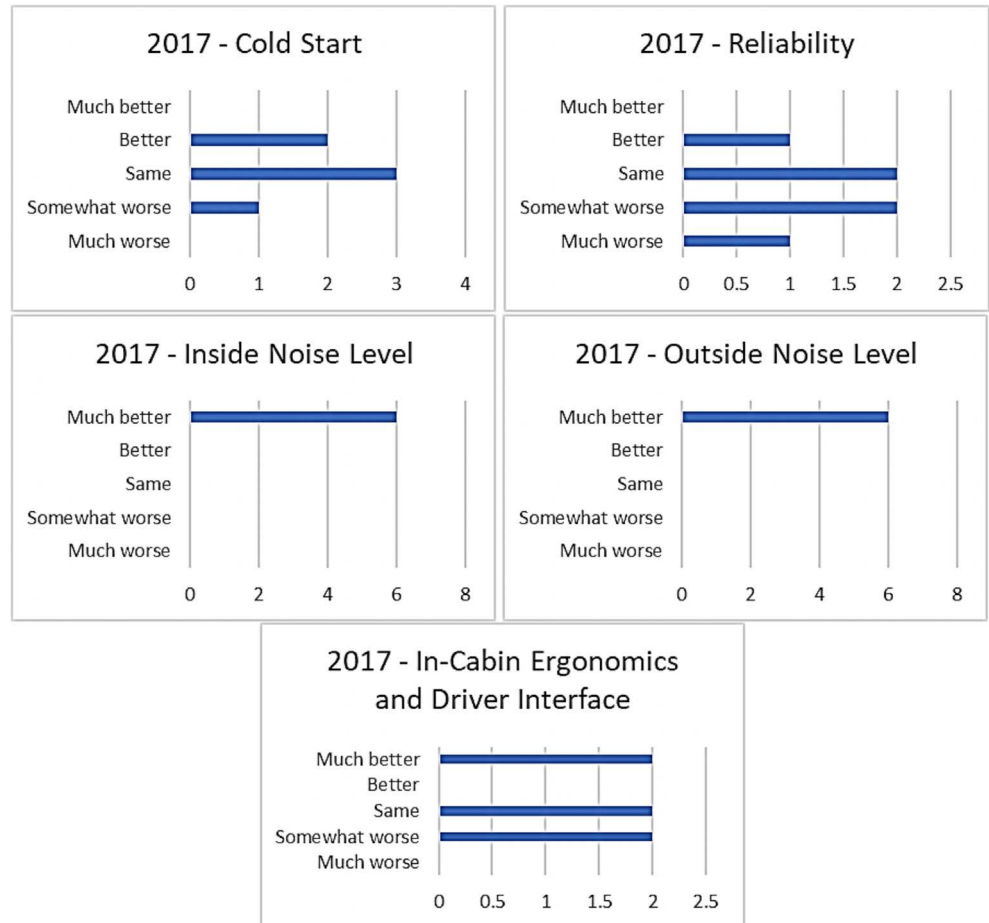 2017 - Cold Start
Much better
Better
Same
Somewhat worse
Much worse
0 1 2 3 4
2017 - Reliability
Much better
Better
Same
Somewhat worse
Much worse
0 0.5 1 1.5 2 2.5
2017 - Inside Noise Level
Much better
Better
Same
Somewhat worse
Much worse
0 2 4 6 8
2017 - Outside Noise Level
Much better
Better
Same
Somewhat worse
Much worse
0 2 4 6 8
2017 - In-Cabin Ergonomics
and Driver Interface
Much better
Better
Same
Somewhat worse
Much worse
0 0.5 1 1.5 2 2.5